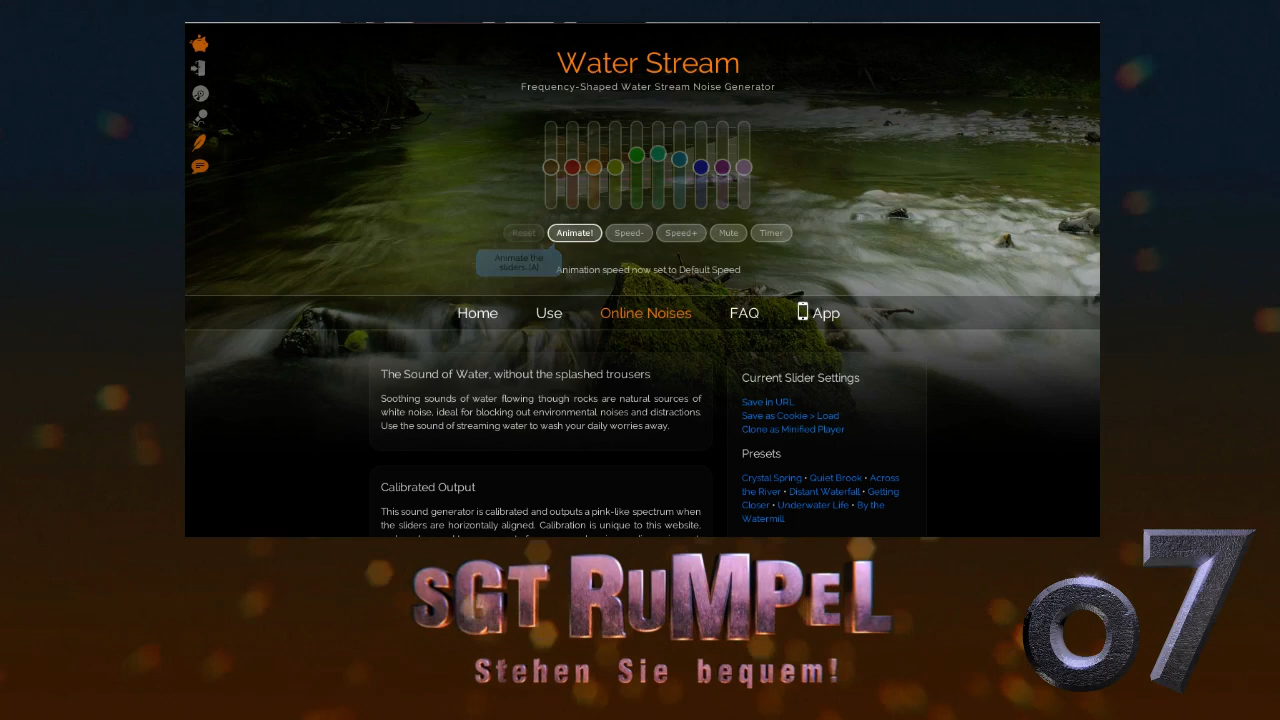 Water Stream
Frequency-Shaped Water Stream Noise Generator
Reset Animate! Speed- Speed+ Mute Timer
Animate the
sliders. [A]
Animation speed now set to Default Speed
Home Use Online Noises FAQ App
The Sound of Water, without the splashed trousers
Soothing sounds of water flowing though rocks are natural sources of
white noise, ideal for blocking out environmental noises and distractions.
Use the sound of streaming water to wash your daily worries away.
Calibrated Output
This sound generator is calibrated and outputs a pink-like spectrum when
the sliders are horizontally aligned. Calibration is unique to this website,
Current Slider Settings
Save in URL
Save as Cookie > Load
Clone as Minified Player
Presets
Crystal Spring • Quiet Brook • Across
the River • Distant Waterfall • Getting
Closer • Underwater Life • By the
Watermill
SGT RuMPeL
Stehen Sie bequem!
o7